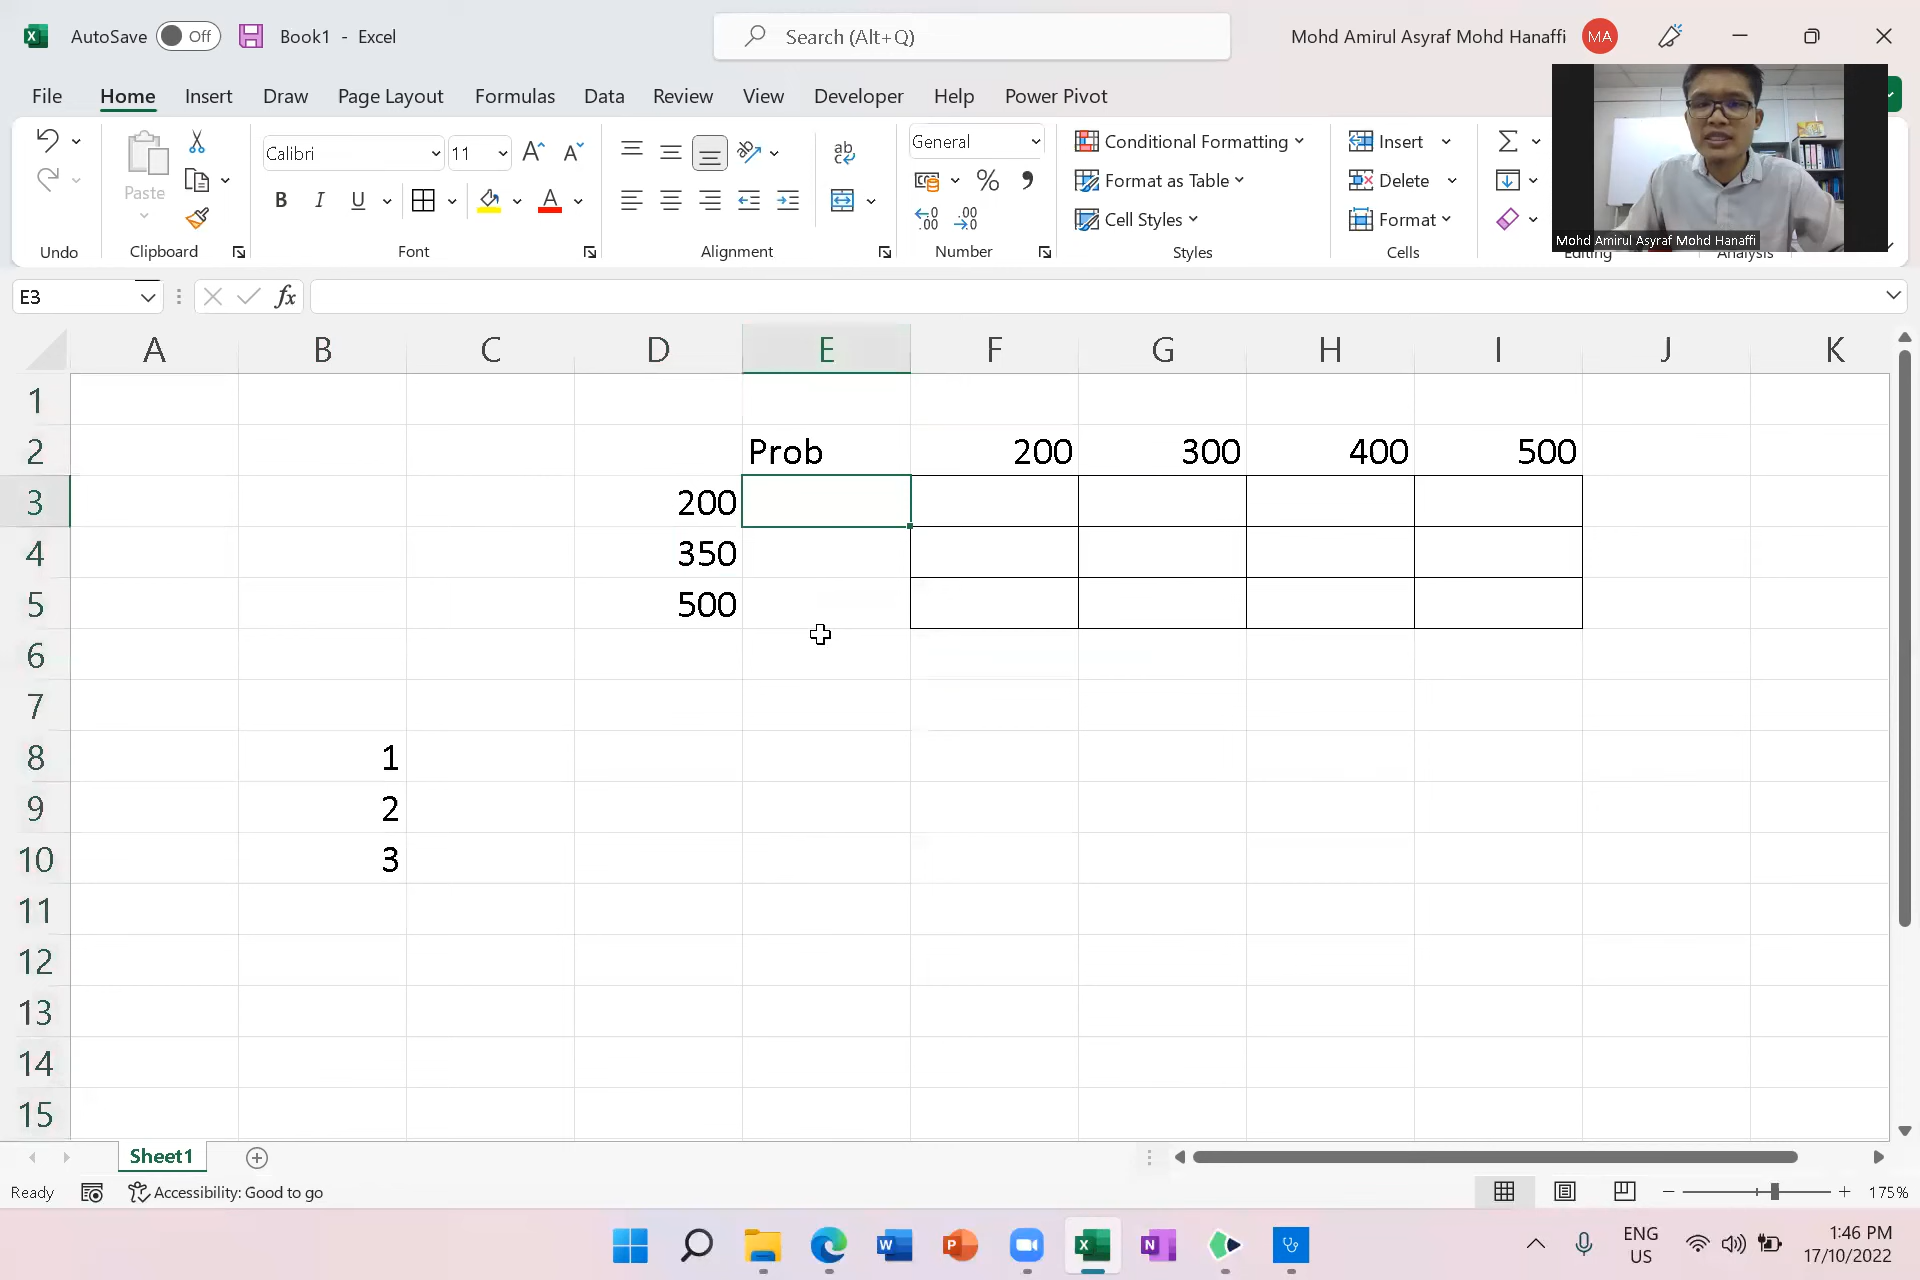 AutoSave Off Book1 - Excel Search (Alt+Q) Mohd Amirul Asyraf Mohd Hanaffi MA
File Home Insert Draw Page Layout Formulas Data Review View Developer Help Power Pivot
Calibri 11 General Conditional Formatting Insert
Paste Format as Table Delete
B I U Cell Styles Format
Mohd Amirul Asyraf Mohd Hanaffi
Undo Clipboard Font Alignment Number Styles Cells Editing Analysis
E3 fx
A B C D E F G H I J K
1
2 Prob 200 300 400 500
3 200
4 350
5 500
6
7
8 1
9 2
10 3
11
12
13
14
15
Sheet1
Ready Accessibility: Good to go 175%
ENG 1:46 PM
US 17/10/2022